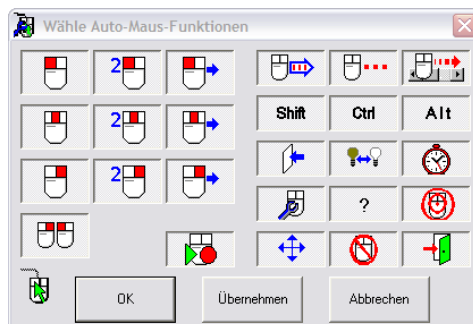 Wähle Auto-Maus-Funktionen
2
Shift Ctrl Alt
2
2
?
OK Übernehmen Abbrechen